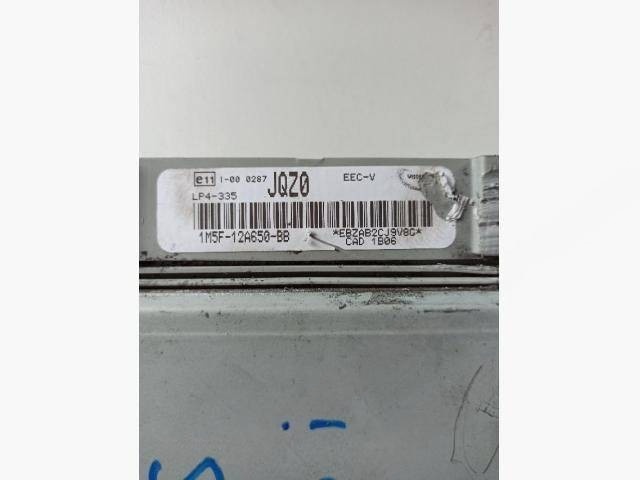 e11 1-00 0287 JQZ0 EEC-V
LP4-335
1M5F-12A650-BB *EBZAB2CJ9V8G*
CAD 1B06